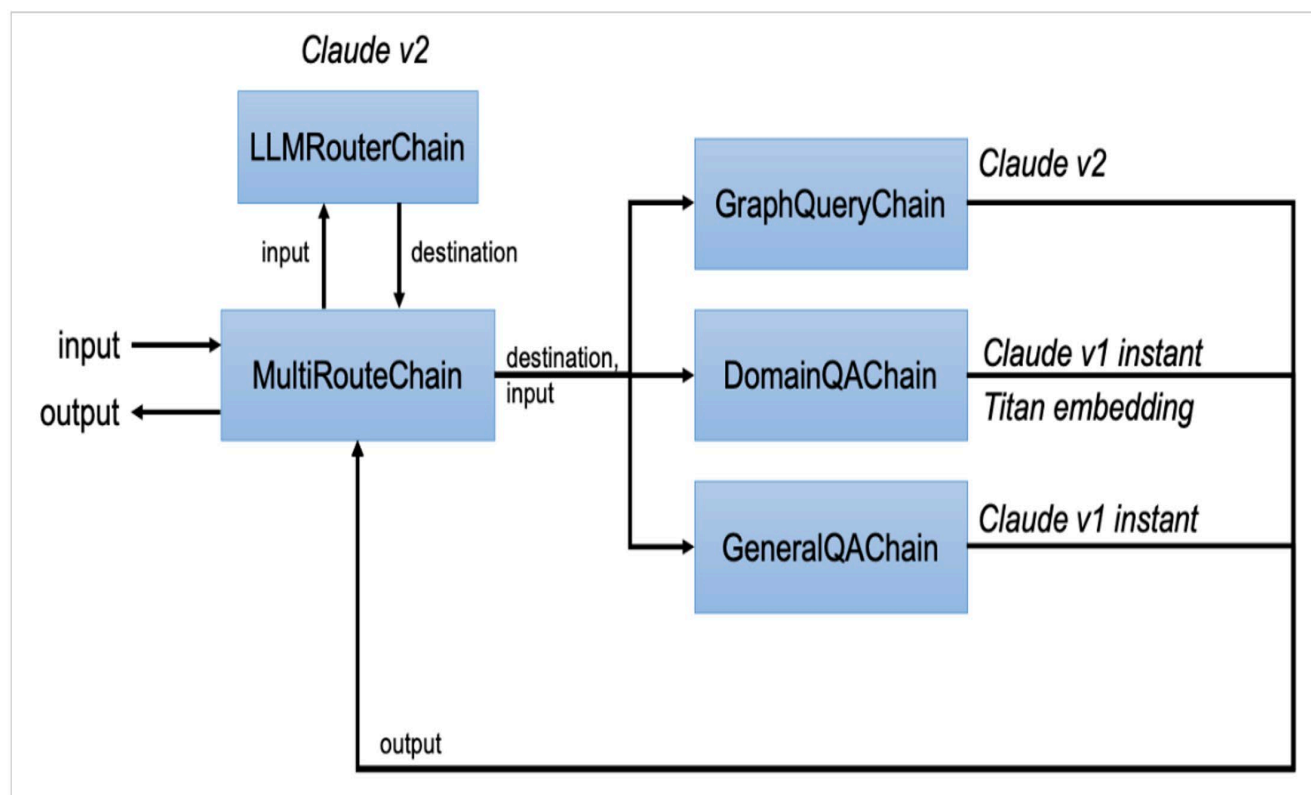 Claude v2
LLMRouterChain
input
destination
input
output
MultiRouteChain
destination,
input
GraphQueryChain
Claude v2
DomainQAChain
Claude v1 instant
Titan embedding
GeneralQAChain
Claude v1 instant
output